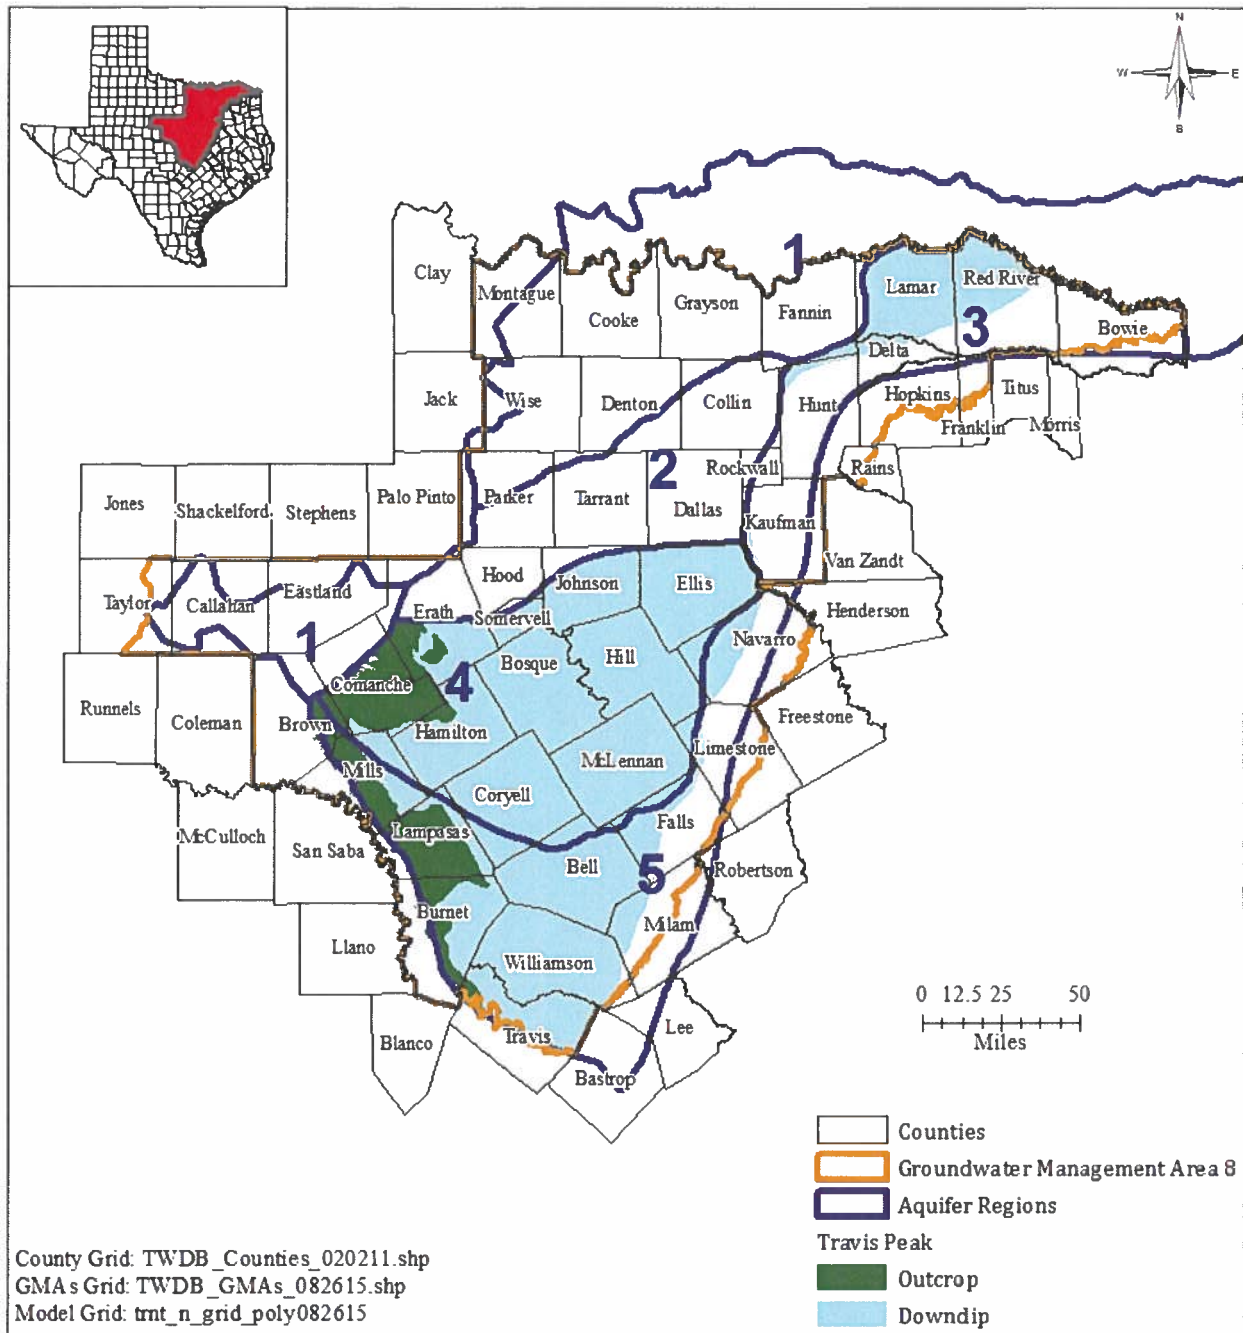 N
W E
S
1
Clay
Montague
Cooke
Grayson
Fannin
Lamar
Red River
3
Bowie
Delta
Jack
Wise
Denton
Collin
Hunt
Hopkins
Titus
Franklin
Morris
2
Rockwall
Rains
Jones
Shackelford
Stephens
Palo Pinto
Parker
Tarrant
Dallas
Kaufman
Van Zandt
Taylor
Callahan
Eastland
Hood
Johnson
Ellis
Erath
Somervell
Henderson
Navarro
1
Bosque
Hill
Comanche
4
Runnels
Coleman
Brown
Hamilton
Freestone
Limestone
Mills
McLennan
Coryell
Lampasas
Falls
McCulloch
San Saba
Bell
5
Robertson
Burnet
Milam
Llano
Williamson
Travis
Lee
Blanco
Bastrop
0 12.5 25 50
Miles
Counties
Groundwater Management Area 8
Aquifer Regions
Travis Peak
Outcrop
Downdip
County Grid: TWDB_Counties_020211.shp
GMAs Grid: TWDB_GMAs_082615.shp
Model Grid: trnt_n_grid_poly082615